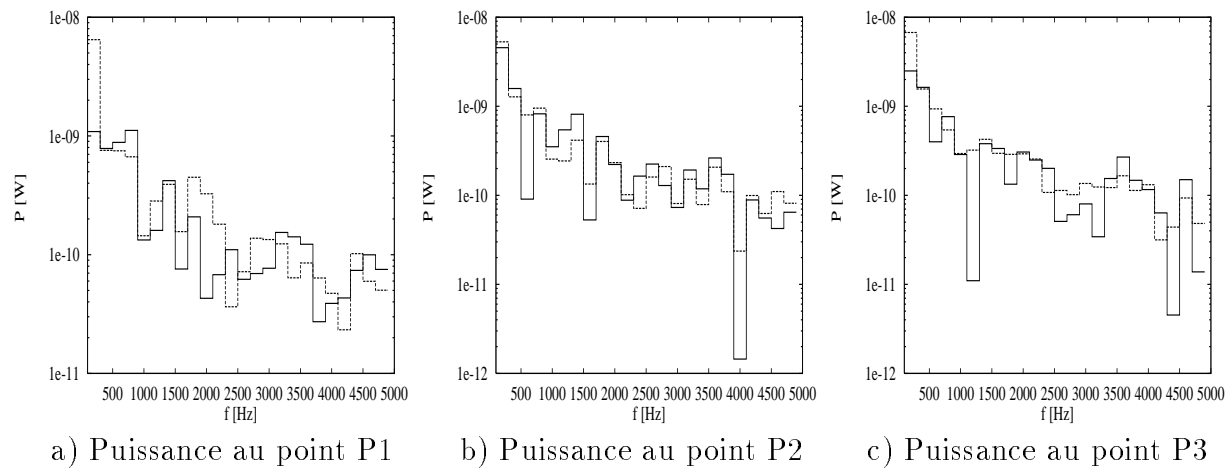 1e-08
1e-09
1e-10
1e-11
P [W]
500 1000 1500 2000 2500 3000 3500 4000 4500 5000
f [Hz]
a) Puissance au point P1
1e-08
1e-09
1e-10
1e-11
1e-12
P [W]
500 1000 1500 2000 2500 3000 3500 4000 4500 5000
f [Hz]
b) Puissance au point P2
1e-08
1e-09
1e-10
1e-11
1e-12
P [W]
500 1000 1500 2000 2500 3000 3500 4000 4500 5000
f [Hz]
c) Puissance au point P3